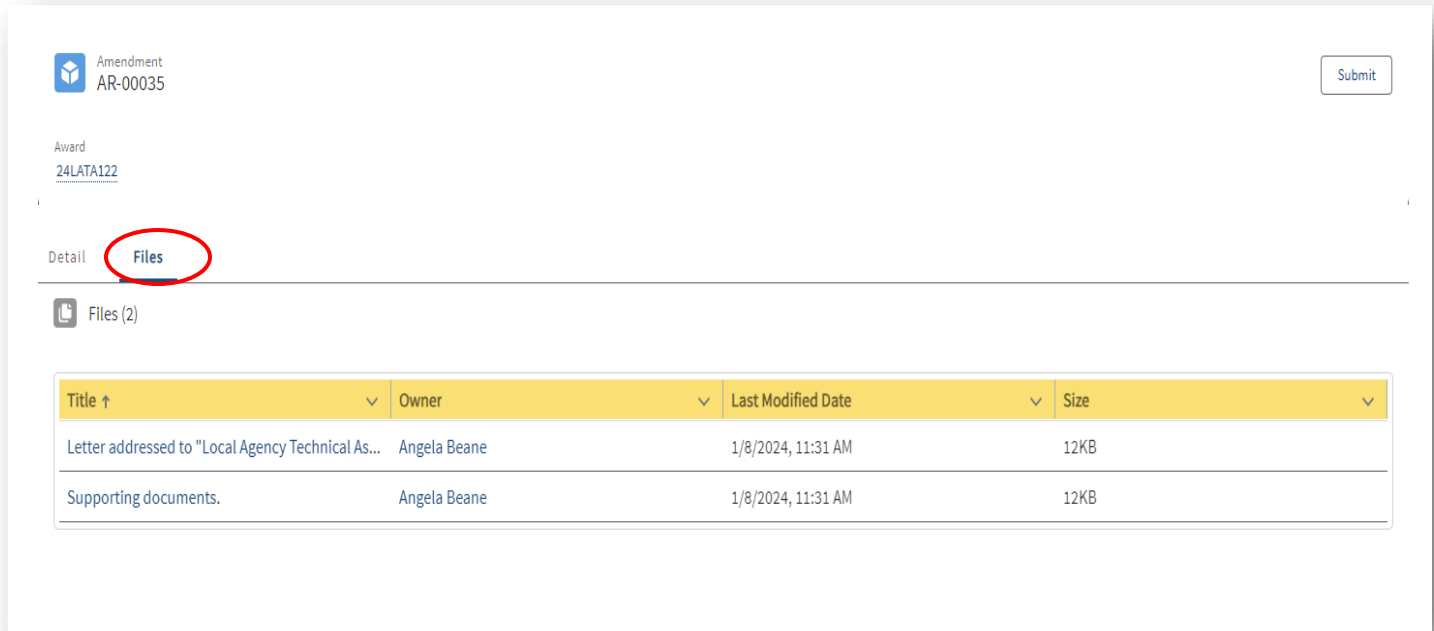 Amendment
AR-00035
Submit
Award
24LATA122
Detail Files
Files (2)
Title ↑ Owner Last Modified Date Size
Letter addressed to "Local Agency Technical As... Angela Beane 1/8/2024, 11:31 AM 12KB
Supporting documents. Angela Beane 1/8/2024, 11:31 AM 12KB